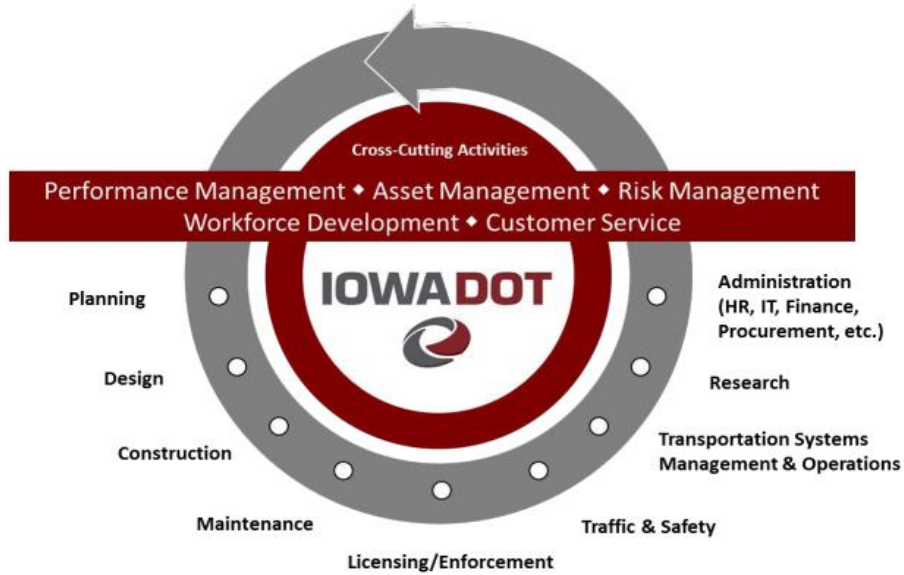 Cross-Cutting Activities
Performance Management ◆ Asset Management ◆ Risk Management
Workforce Development ◆ Customer Service
IOWADOT
Planning
Design
Construction
Maintenance
Licensing/Enforcement
Traffic & Safety
Transportation Systems
Management & Operations
Research
Administration
(HR, IT, Finance,
Procurement, etc.)